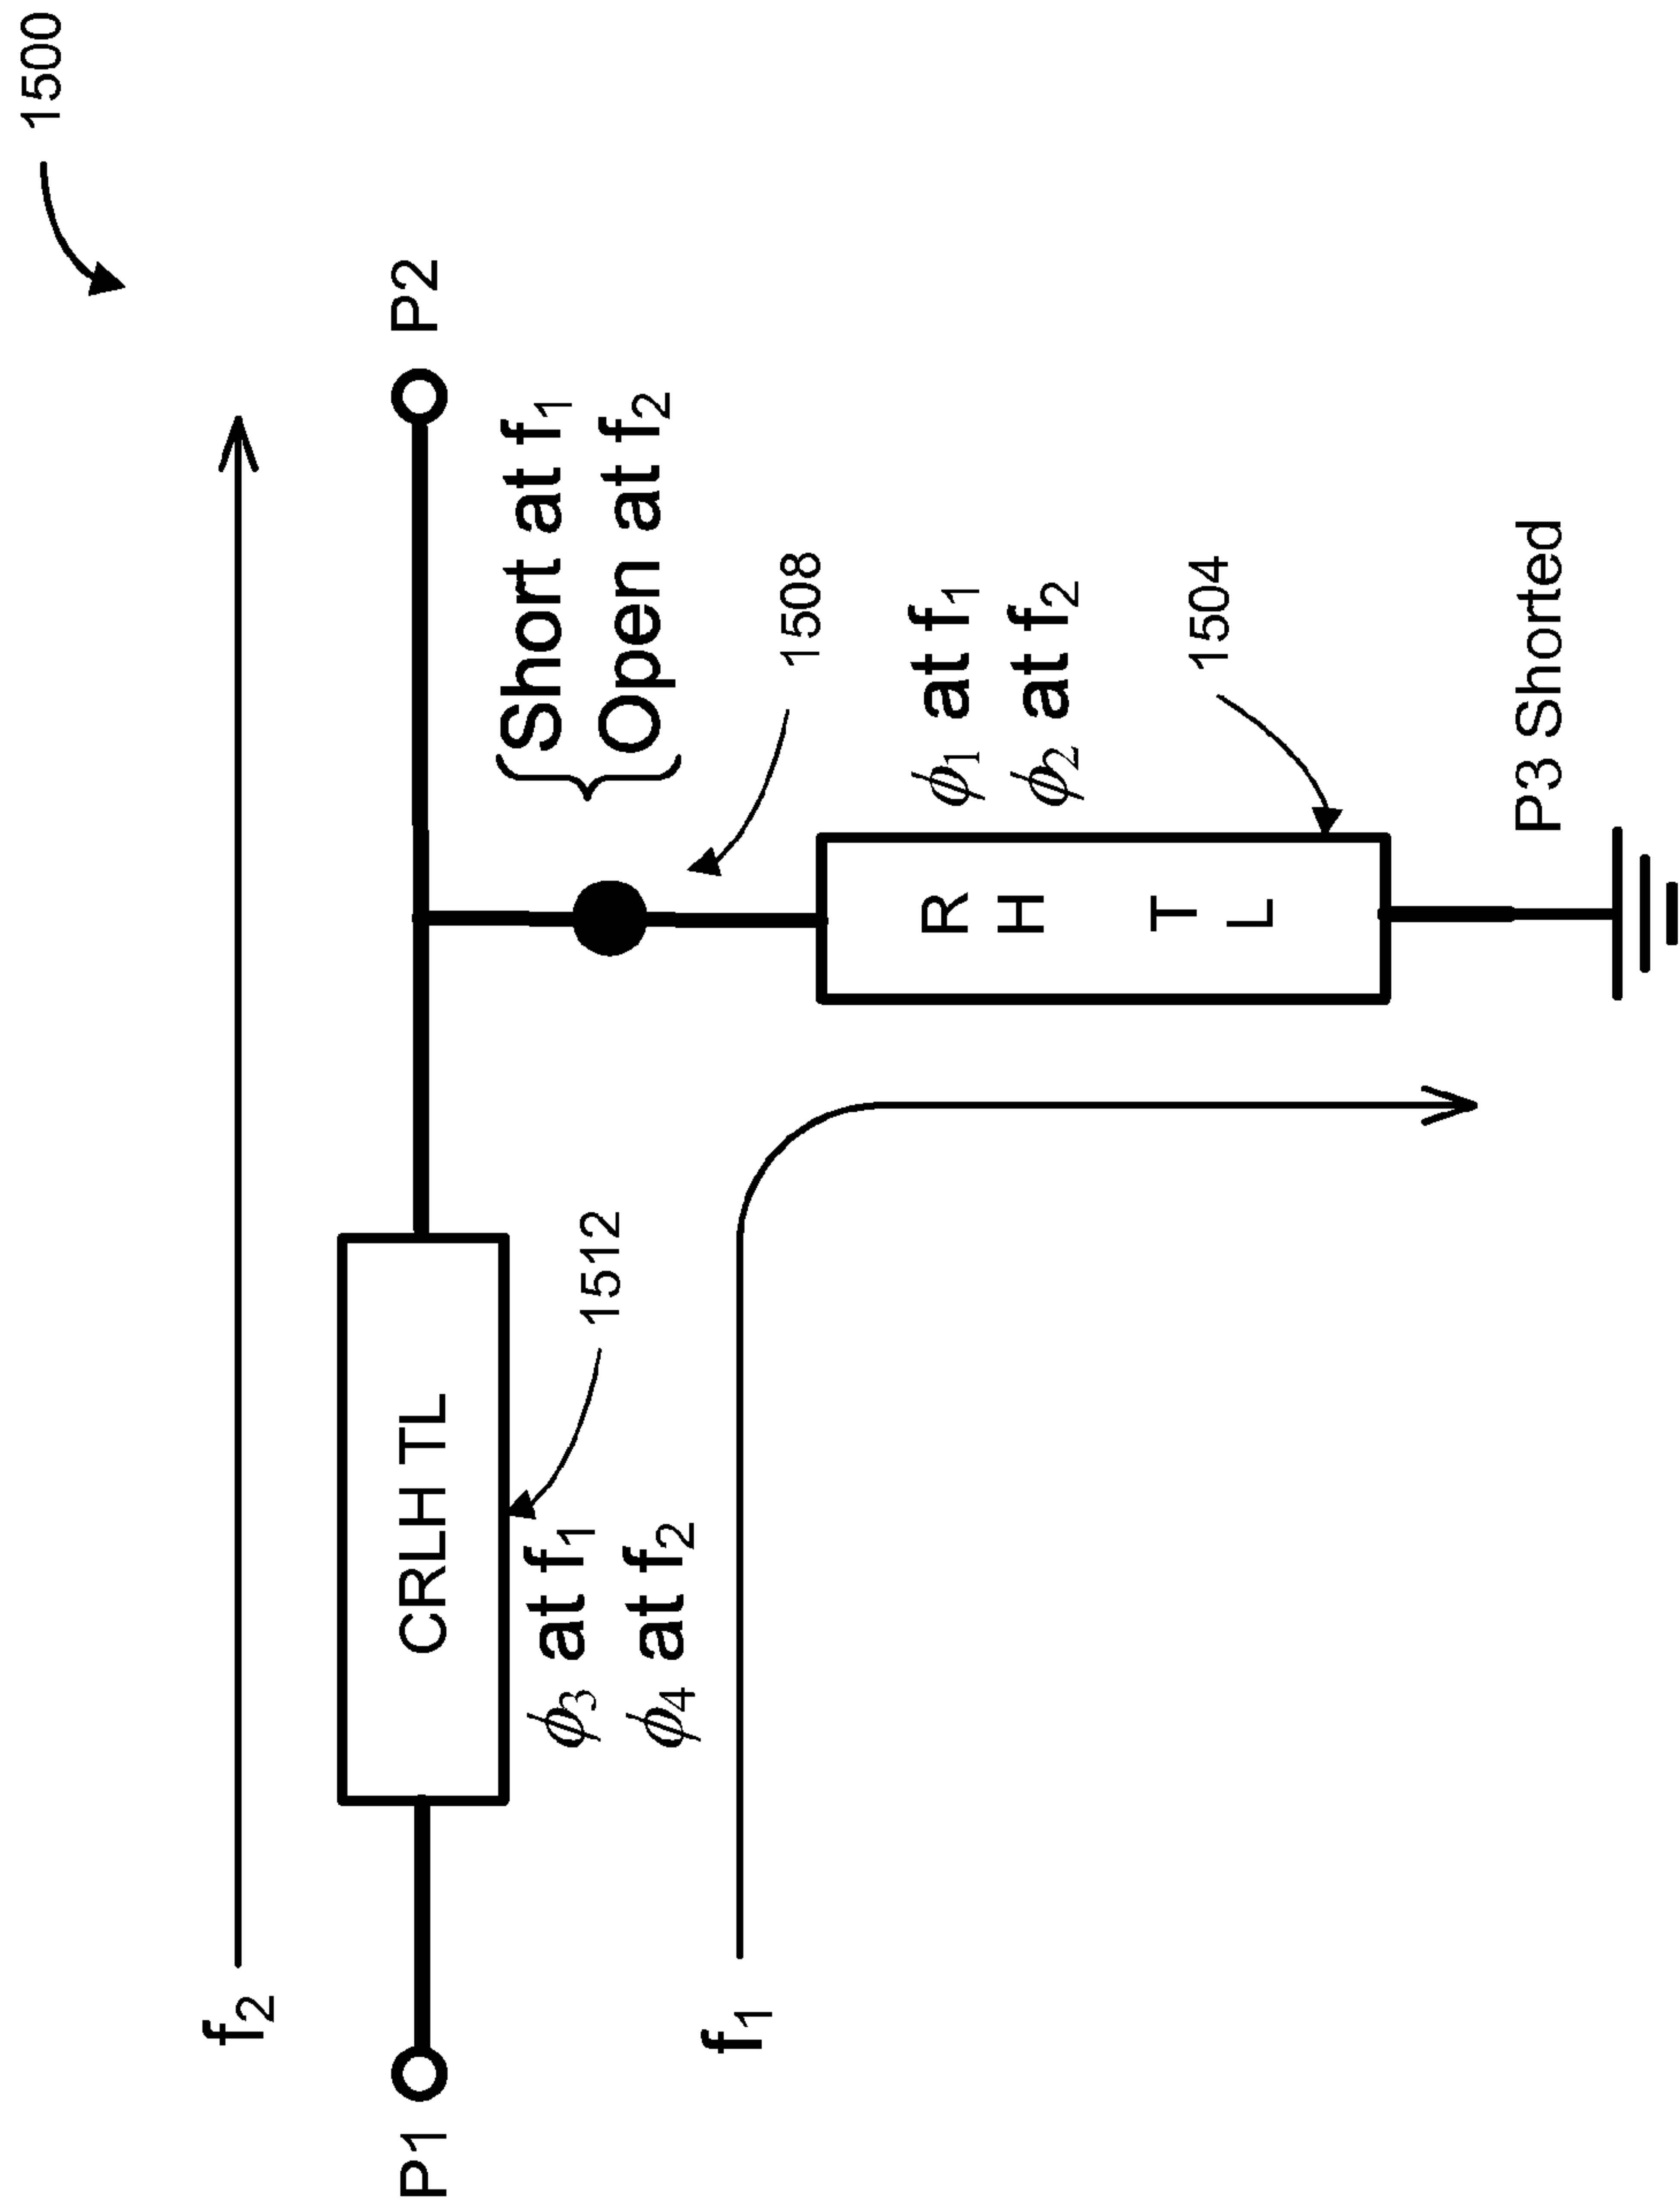 1500
f2
P1
CRLH TL
P2
ϕ3 at f1
ϕ4 at f2
1512
Short at f1
Open at f2
f1
1508
R
H
T
L
ϕ1 at f1
ϕ2 at f2
1504
P3 Shorted